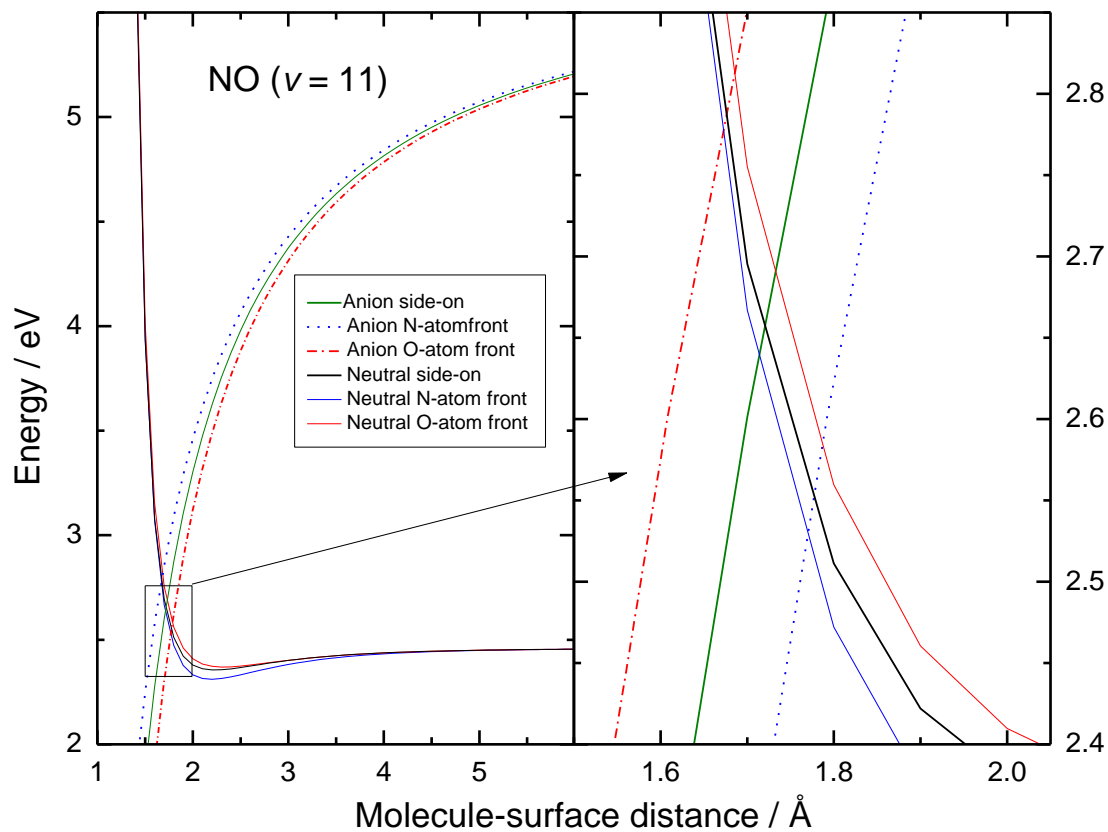 NO (v = 11)
Energy / eV
5
4
3
2
Anion side-on
Anion N-atomfront
Anion O-atom front
Neutral side-on
Neutral N-atom front
Neutral O-atom front
2.8
2.7
2.6
2.5
2.4
1 2 3 4 5 1.6 1.8 2.0
Molecule-surface distance / Å